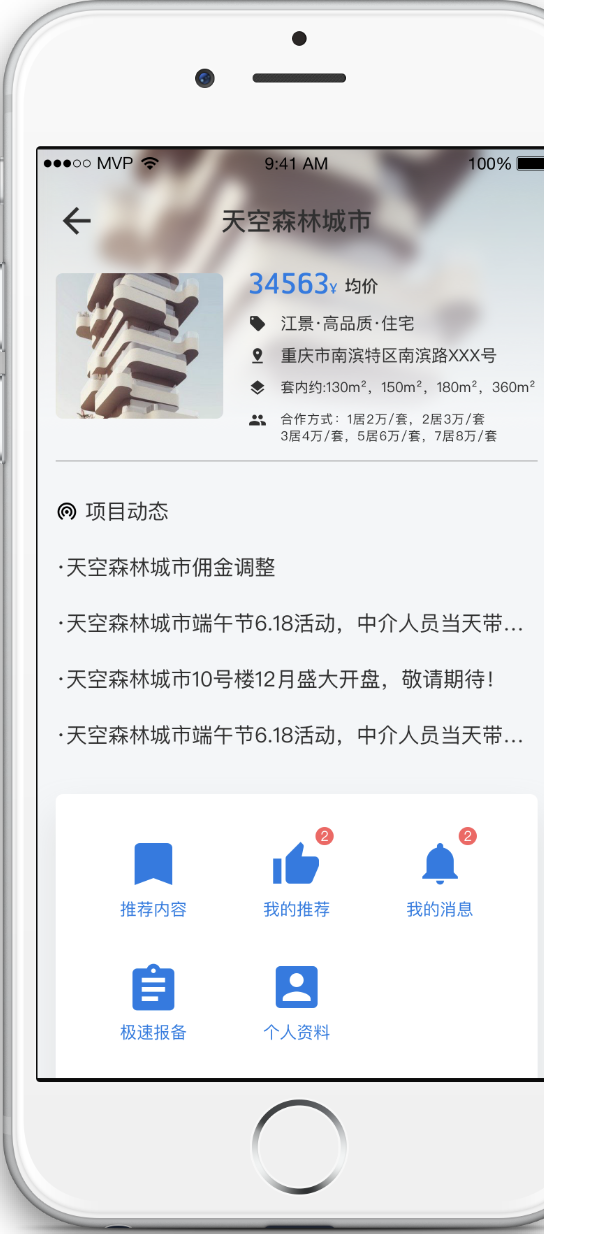 MVP 9:41 AM 100%
天空森林城市
34563¥ 均价
江景·高品质·住宅
重庆市南滨特区南滨路XXX号
套内约:130m²，150m²，180m²，360m²
合作方式：1居2万/套，2居3万/套
3居4万/套，5居6万/套，7居8万/套
项目动态
·天空森林城市佣金调整
·天空森林城市端午节6.18活动，中介人员当天带...
·天空森林城市10号楼12月盛大开盘，敬请期待！
·天空森林城市端午节6.18活动，中介人员当天带...
2 2
推荐内容 我的推荐 我的消息
极速报备 个人资料